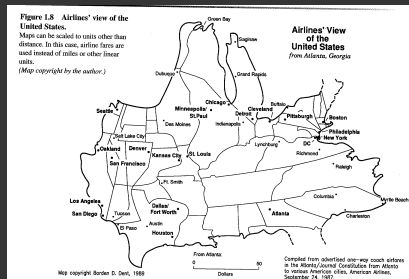 Figure 1.8 Airlines' view of the
United States.
Maps can be scaled to units other than
distance. In this case, airline fares are
used instead of miles or other linear
units.
(Map copyright by the author.)
Airlines' View
of the
United States
from Atlanta, Georgia
Green Bay
Saginaw
Dubuque
Grand Rapids
Chicago
Minneapolis/
St.Paul
Detroit
Cleveland
Buffalo
Seattle
Des Moines
Indianapolis
Pittsburgh
Boston
Philadelphia
New York
Salt Lake City
Oakland
Denver
Kansas City
St. Louis
Lynchburg
DC
Richmond
San Francisco
Raleigh
Ft. Smith
Columbia
Myrtle Beach
Los Angeles
San Diego
Tucson
Dallas/
Fort Worth
Atlanta
Charleston
El Paso
Austin
Houston
From Atlanta:
0 50
Dollars
Map copyright Borden D. Dent, 1989
Compiled from advertised one-way coach airfares
in the Atlanta/Journal Constitution from Atlanta
to various American cities, American Airlines,
September 24, 1987.